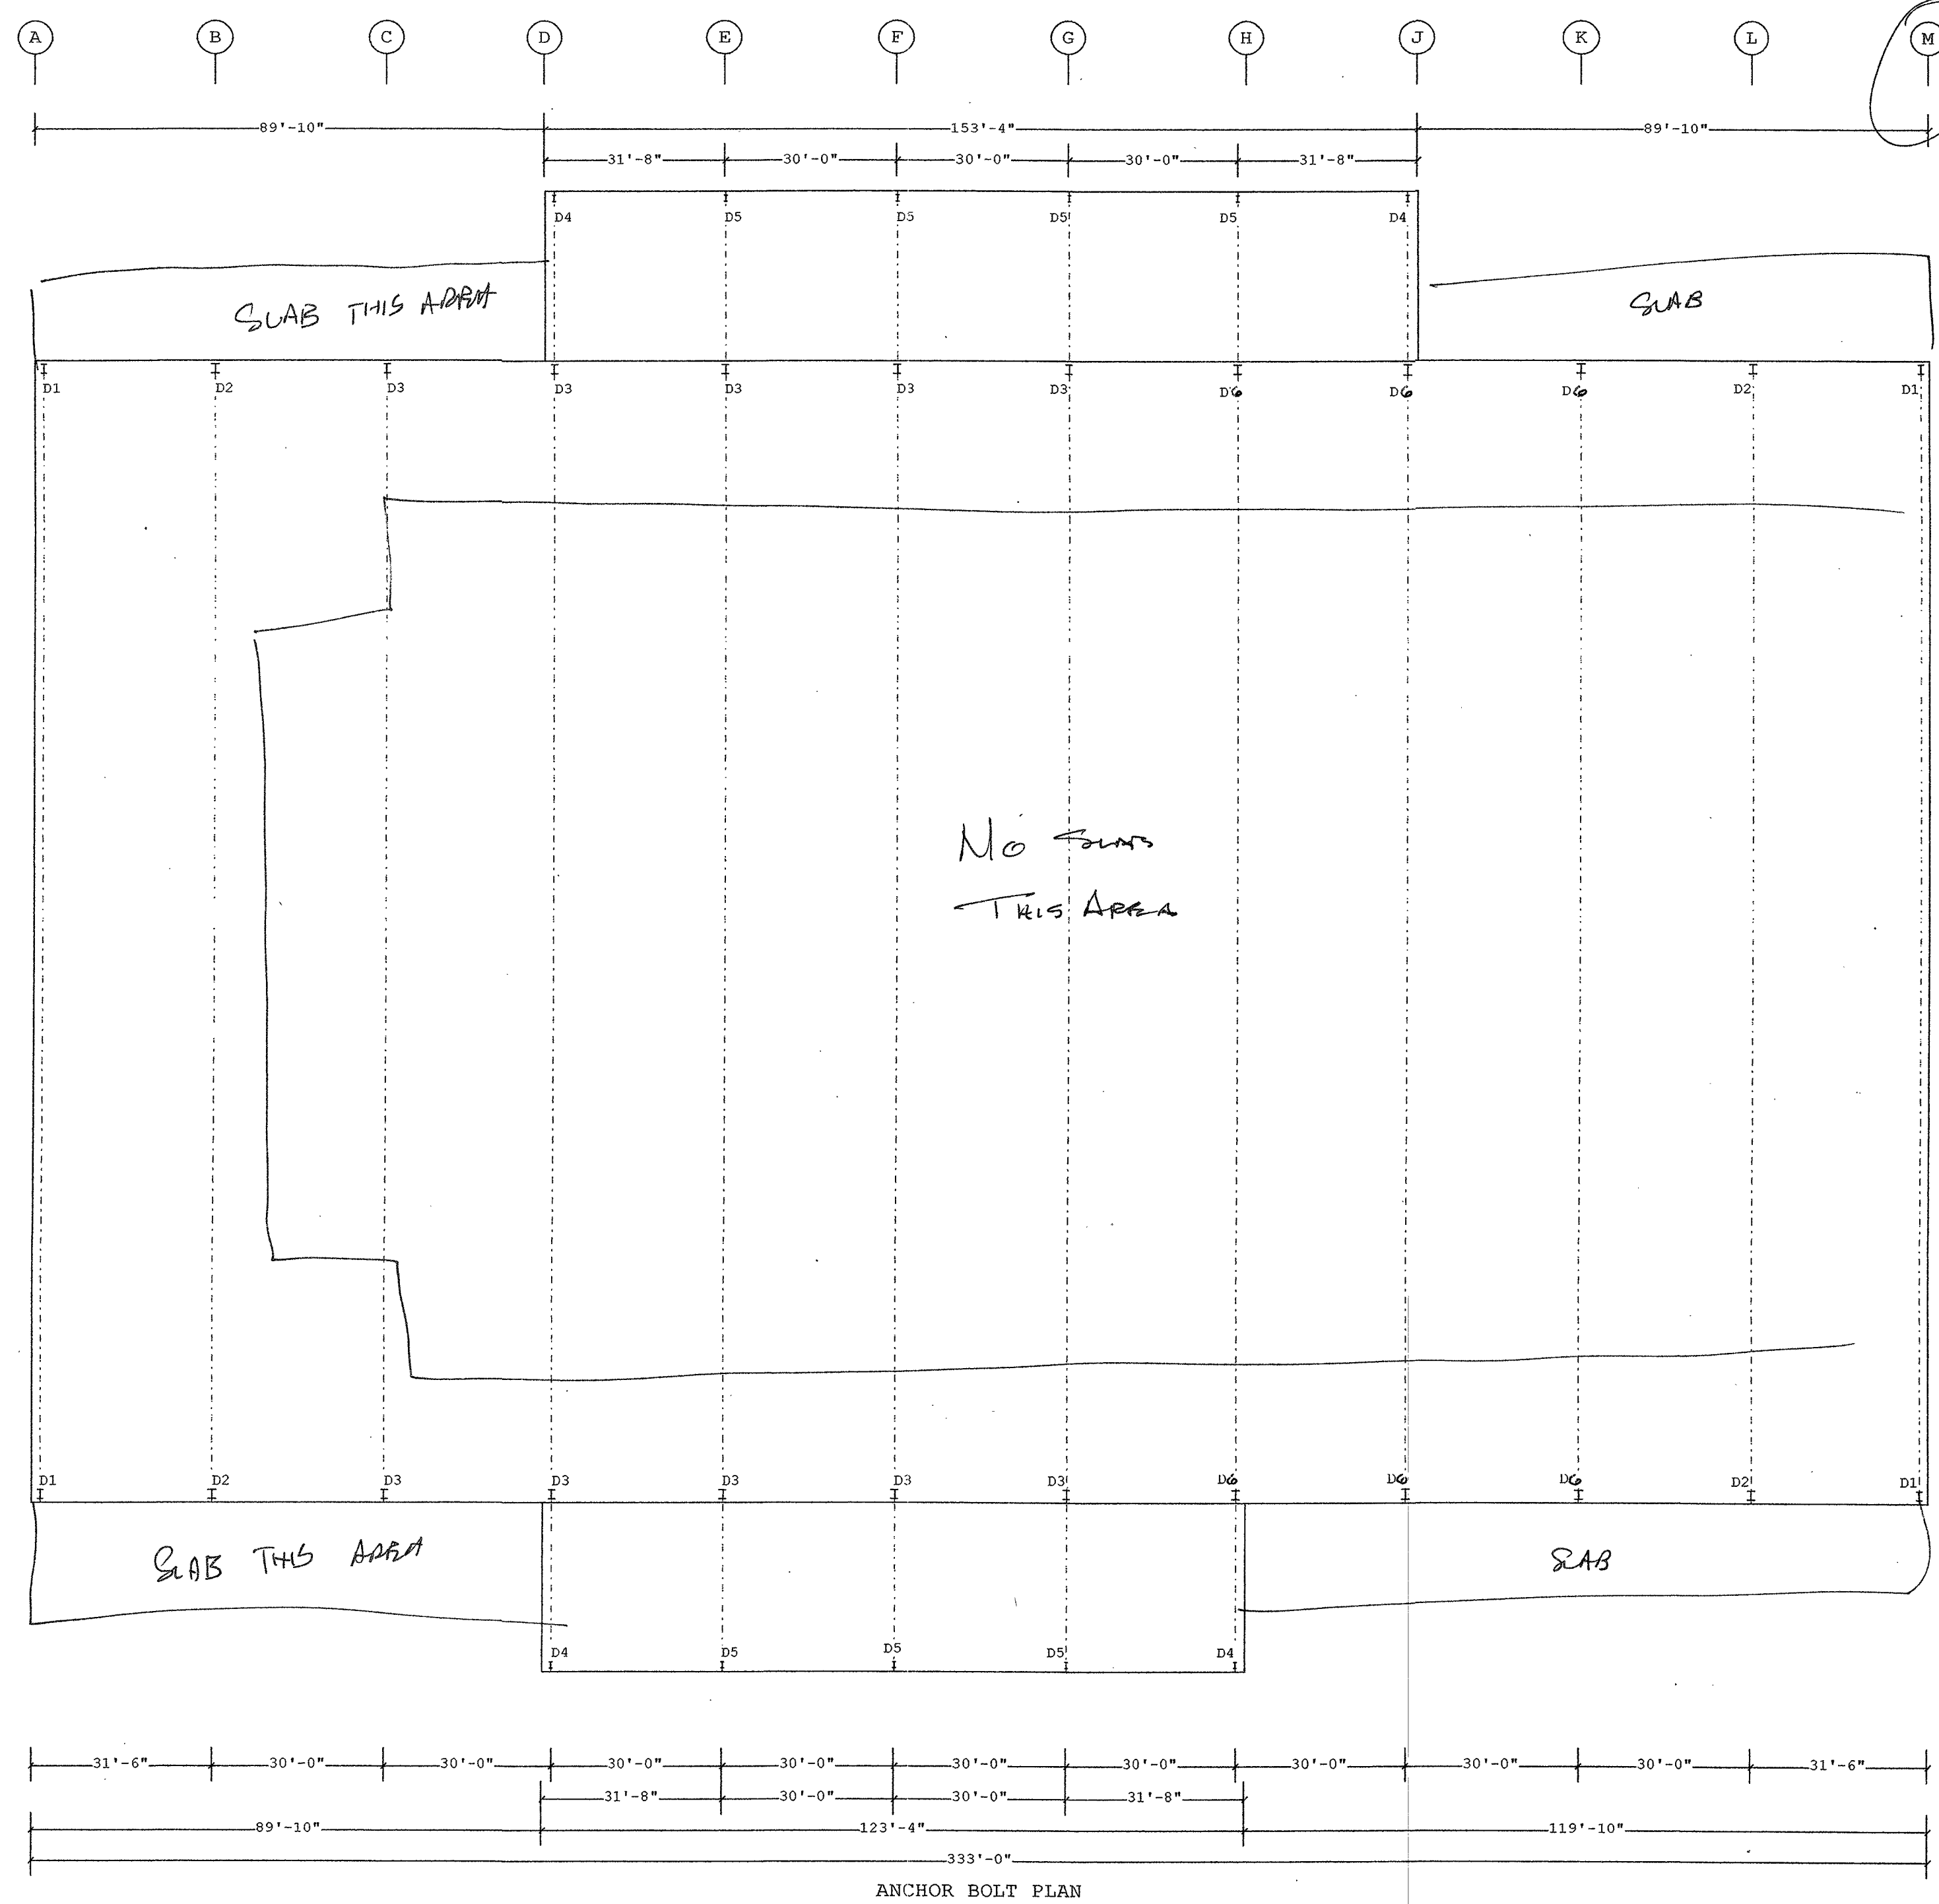 A B C D E F G H J K L M
89'-10" 153'-4" 89'-10"
31'-8" 30'-0" 30'-0" 30'-0" 31'-8"
D4 D5 D5 D5 D5 D4
SLAB THIS AREA SLAB
D1 D2 D3 D3 D3 D3 D3 D6 D6 D6 D2 D1
No SLAB
THIS AREA
D1 D2 D3 D3 D3 D3 D3 D6 D6 D6 D2 D1
SLAB THIS AREA SLAB
D4 D5 D5 D5 D4
31'-6" 30'-0" 30'-0" 30'-0" 30'-0" 30'-0" 30'-0" 30'-0" 30'-0" 30'-0" 31'-6"
31'-8" 30'-0" 30'-0" 31'-8"
89'-10" 123'-4" 119'-10"
333'-0"
ANCHOR BOLT PLAN